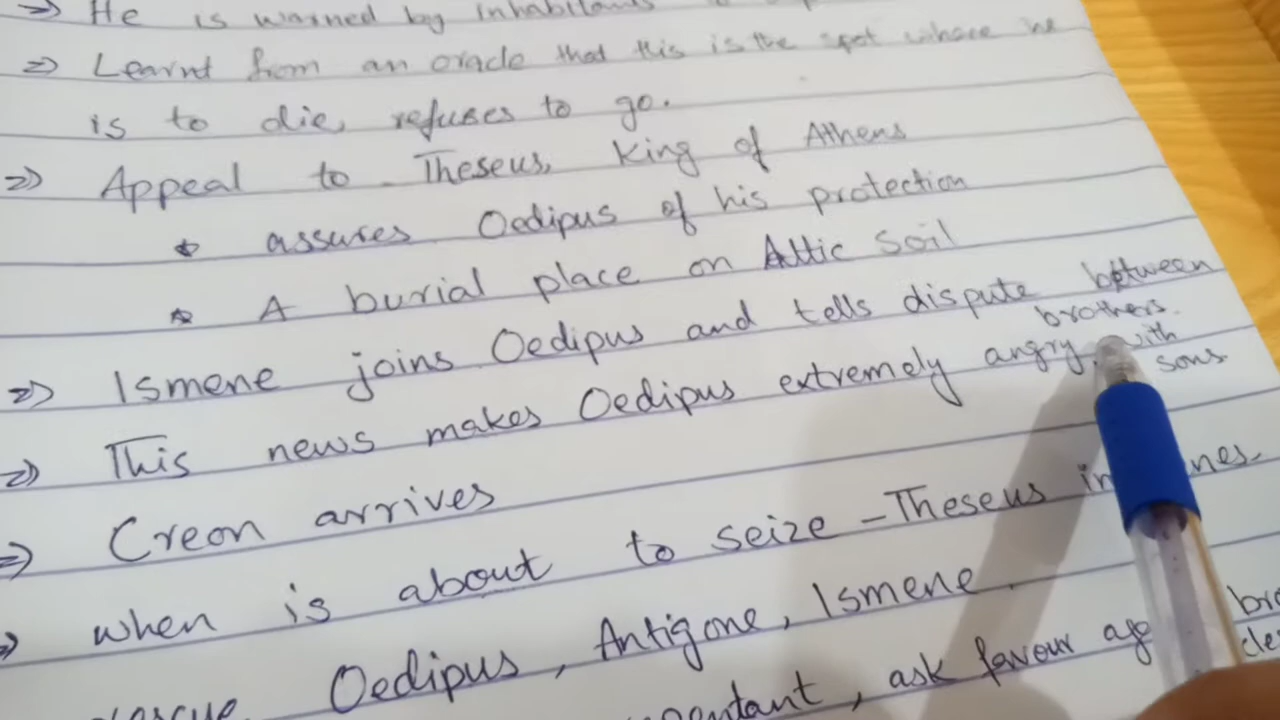 => He is warned by inhabitants
=> Learnt from an oracle that this is the spot where he
is to die, refuses to go.
=> Appeal to Theseus, King of Athens
* assures Oedipus of his protection
* A burial place on Attic Soil
=> Ismene joins Oedipus and tells dispute between
brothers.
=> This news makes Oedipus extremely angry with
sons.
=> Creon arrives
=> when is about to seize - Theseus
Oedipus, Antigone, Ismene.
ask favour